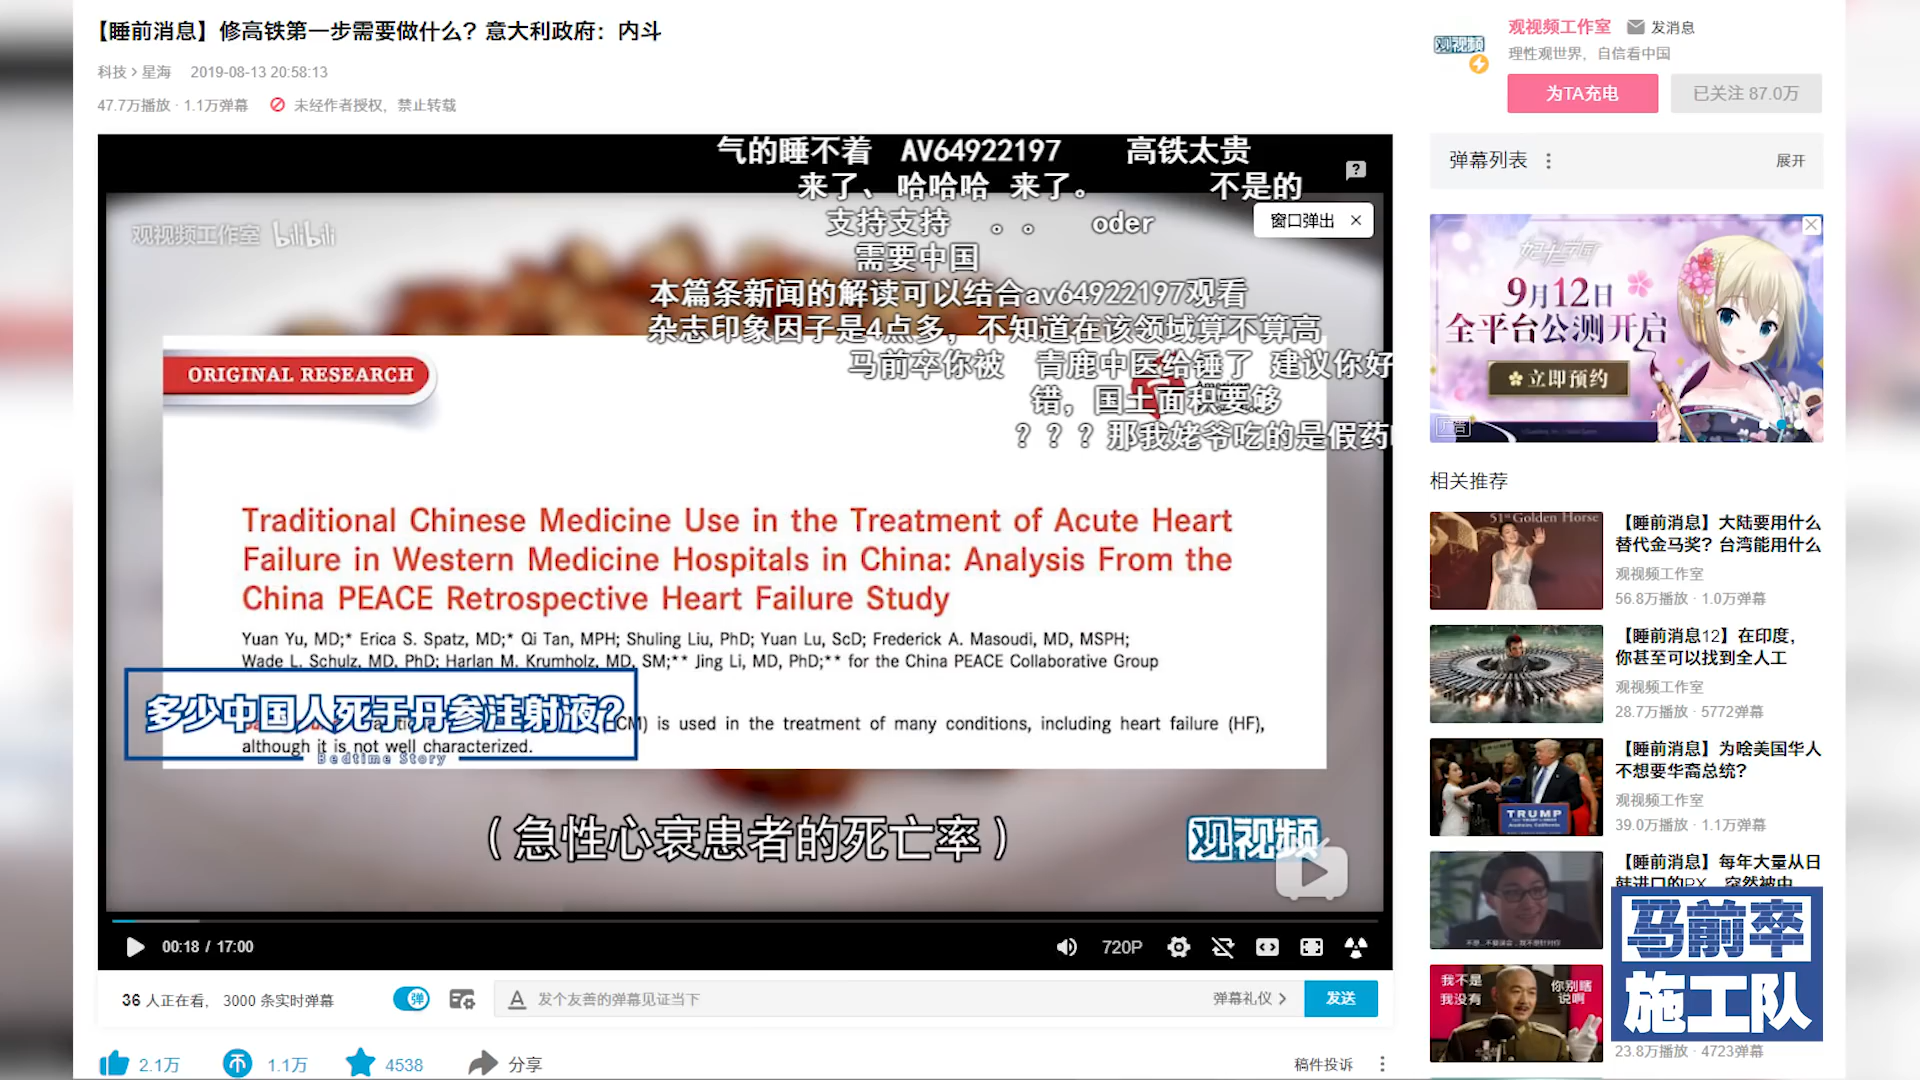 【睡前消息】修高铁第一步需要做什么？意大利政府：内斗
科技 > 星海 2019-08-13 20:58:13
47.7万播放 · 1.1万弹幕 未经作者授权，禁止转载
观视频工作室 发消息
理性观世界，自信看中国
为TA充电
已关注 87.0万
观视频
弹幕列表
展开
气的睡不着 AV64922197 高铁太贵
来了、哈哈哈 来了。 不是的
支持支持 。。 oder
需要中国
本篇条新闻的解读可以结合av64922197观看
杂志印象因子是4点多，不知道在该领域算不算高
马前卒你被 青鹿中医给锤了 建议你好
错，国土面积要够
？？？那我姥爷吃的是假药
窗口弹出 ×
观视频工作室 bilibili
ORIGINAL RESEARCH
Traditional Chinese Medicine Use in the Treatment of Acute Heart
Failure in Western Medicine Hospitals in China: Analysis From the
China PEACE Retrospective Heart Failure Study
Yuan Yu, MD;* Erica S. Spatz, MD;* Qi Tan, MPH; Shuling Liu, PhD; Yuan Lu, ScD; Frederick A. Masoudi, MD, MSPH;
Wade L. Schulz, MD, PhD; Harlan M. Krumholz, MD, SM;** Jing Li, MD, PhD;** for the China PEACE Collaborative Group
CM) is used in the treatment of many conditions, including heart failure (HF),
although it is not well characterized.
多少中国人死于丹参注射液？
Bedtime Story
（急性心衰患者的死亡率）
观视频
00:18 / 17:00
720P
36 人正在看， 3000 条实时弹幕
弹
A 发个友善的弹幕见证当下
弹幕礼仪 >
发送
2.1万
1.1万
4538
分享
稿件投诉
9月12日
全平台公测开启
立即预约
广告
相关推荐
51st Golden Horse
【睡前消息】大陆要用什么
替代金马奖？台湾能用什么
观视频工作室
56.8万播放 · 1.0万弹幕
【睡前消息12】在印度，
你甚至可以找到全人工
观视频工作室
28.7万播放 · 5772弹幕
TRUMP
【睡前消息】为啥美国华人
不想要华裔总统？
观视频工作室
39.0万播放 · 1.1万弹幕
【睡前消息】每年大量从日
韩进口的PX，突然被中
我不是
我没有
你别瞎
说啊
马前卒
施工队
23.8万播放 · 4723弹幕